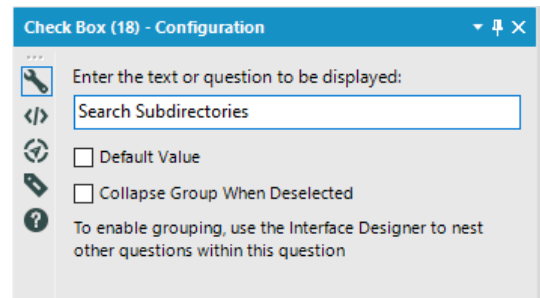 Check Box (18) - Configuration
Enter the text or question to be displayed:
Search Subdirectories
Default Value
Collapse Group When Deselected
To enable grouping, use the Interface Designer to nest
other questions within this question